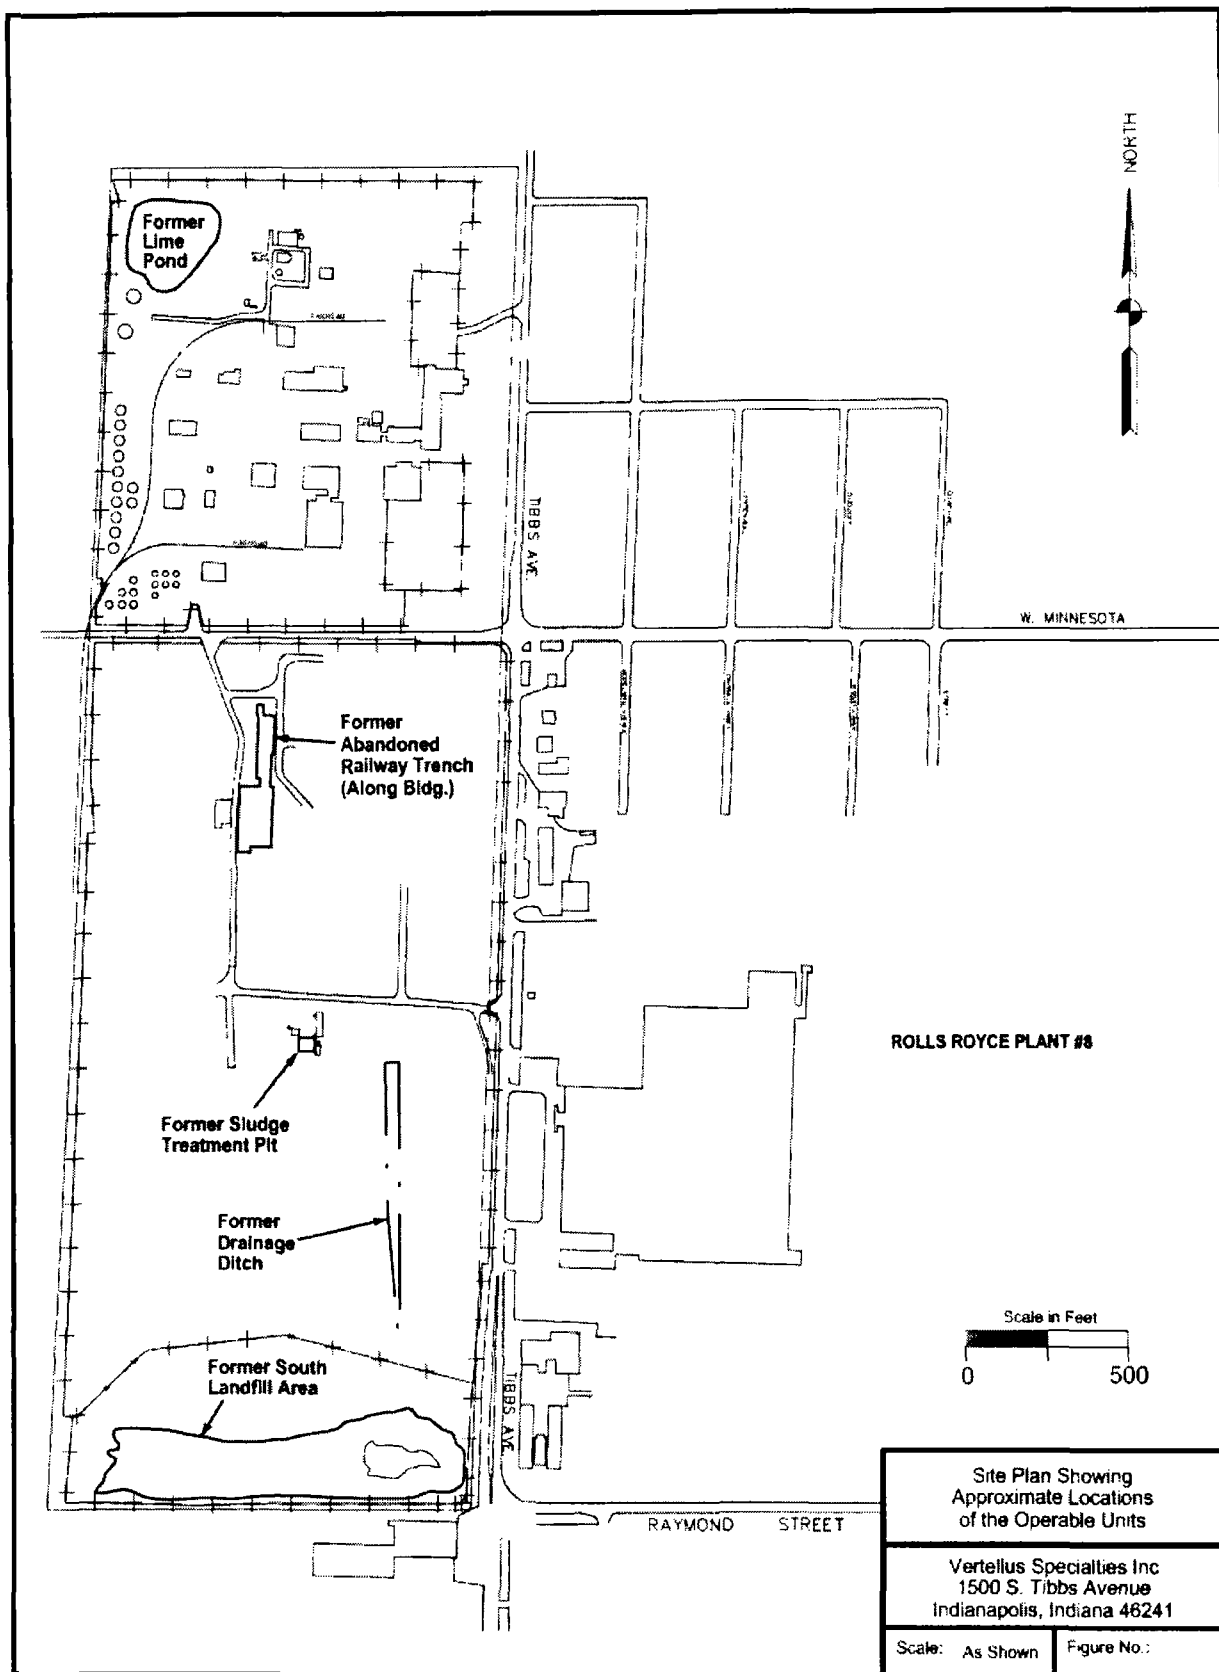 NORTH
Former
Lime
Pond
TIBBS AVE.
W. MINNESOTA
Former
Abandoned
Railway Trench
(Along Bldg.)
ROLLS ROYCE PLANT #8
Former Sludge
Treatment Pit
Former
Drainage
Ditch
Scale in Feet
0 500
Former South
Landfill Area
TIBBS AVE.
RAYMOND STREET
Site Plan Showing
Approximate Locations
of the Operable Units
Vertellus Specialties Inc
1500 S. Tibbs Avenue
Indianapolis, Indiana 46241
Scale: As Shown
Figure No.: